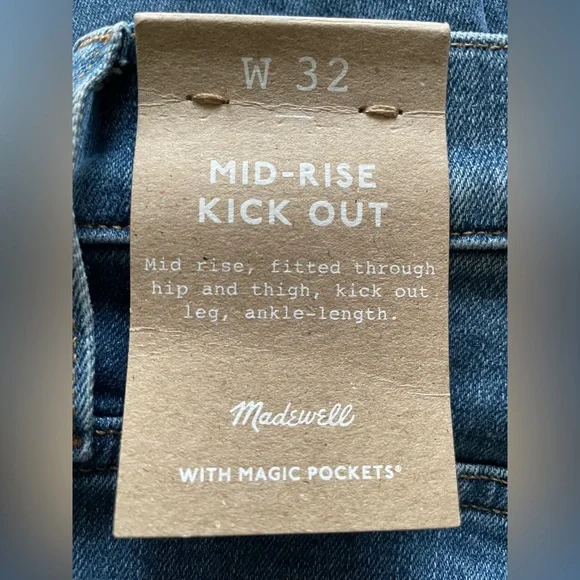 W 32
MID-RISE
KICK OUT
Mid rise, fitted through
hip and thigh, kick out
leg, ankle-length.
Madewell
WITH MAGIC POCKETS®